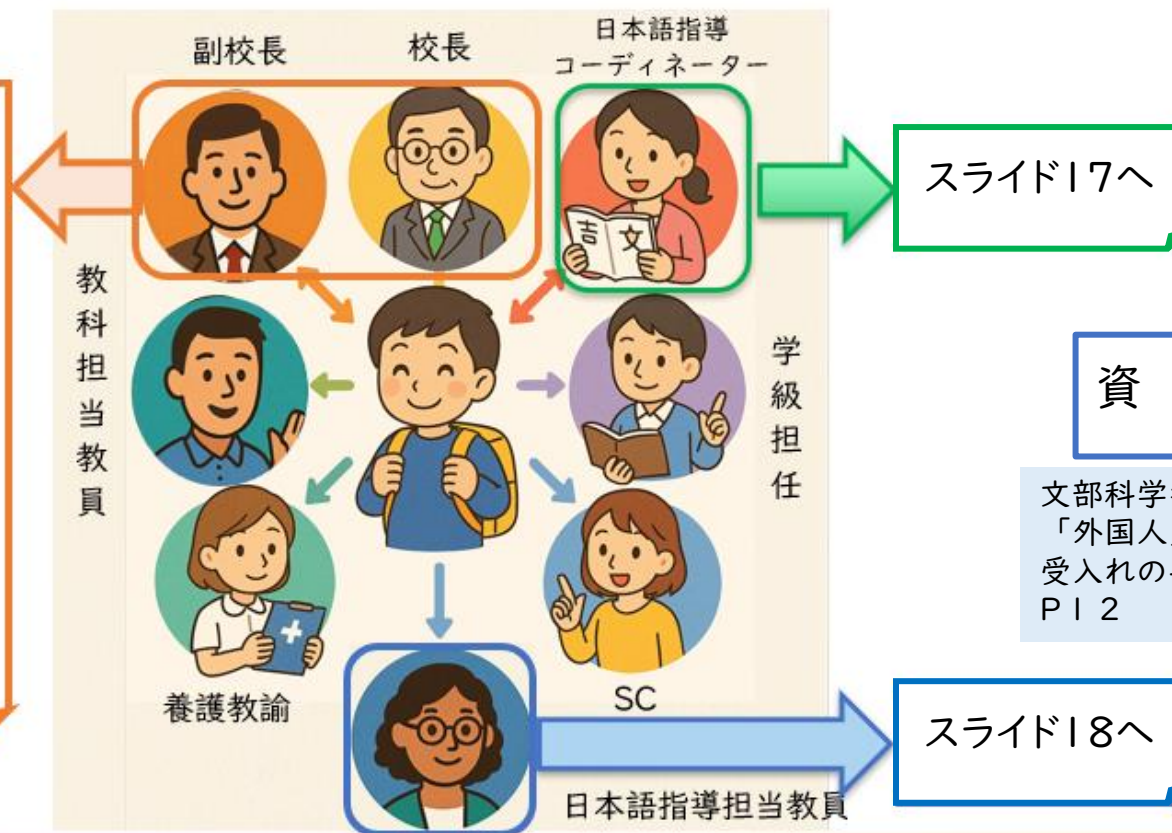 副校長
校長
日本語指導
コーディネーター
スライド17へ
教科担当教員
学級担任
吉 文
資
文部科学
「外国人
受入れの
P12
養護教諭
SC
スライド18へ
日本語指導担当教員